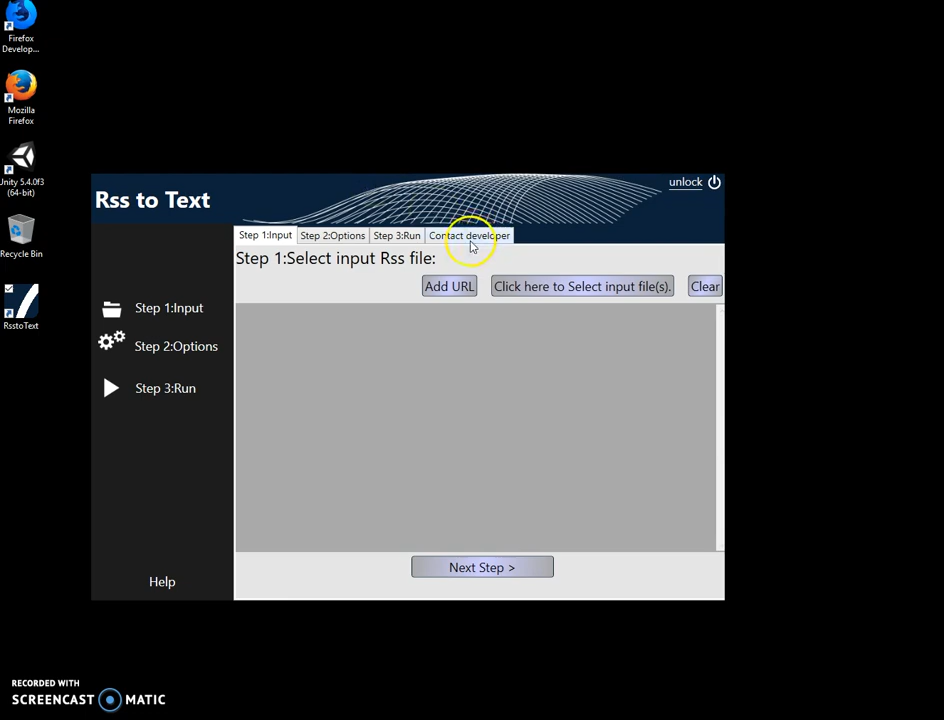 Firefox
Develop...
Mozilla
Firefox
Unity 5.4.0f3
(64-bit)
Recycle Bin
RsstoText
Rss to Text
unlock
Step 1:Input
Step 2:Options
Step 3:Run
Contact developer
Step 1:Select input Rss file:
Add URL
Click here to Select input file(s).
Clear
Step 1:Input
Step 2:Options
Step 3:Run
Help
Next Step >
RECORDED WITH
SCREENCAST MATIC